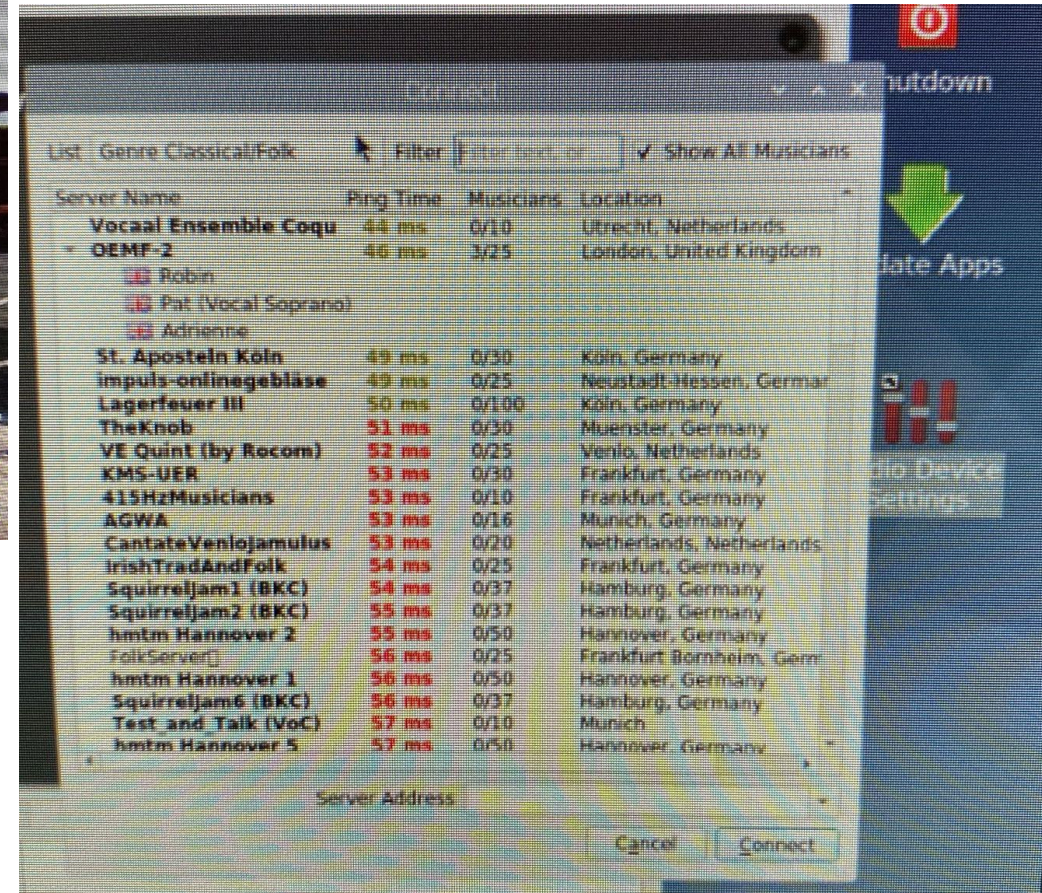 Connect
utdown
List Genre Classical/Folk Filter Filter text, or Show All Musicians
Server Name Ping Time Musicians Location
Vocaal Ensemble Coqu 44 ms 0/10 Utrecht, Netherlands
OEMF-2 46 ms 3/25 London, United Kingdom
date Apps
Robin
Pat (Vocal Soprano)
Adrienne
St. Aposteln Köln 49 ms 0/30 Köln, Germany
impuls-onlinegebläse 49 ms 0/25 Neustadt-Hessen, German
Lagerfeuer III 50 ms 0/100 Köln, Germany
TheKnob 51 ms 0/30 Muenster, Germany
VE Quint (by Rocom) 52 ms 0/25 Venlo, Netherlands
KMS-UER 53 ms 0/30 Frankfurt, Germany
dio Device
Settings
415HzMusicians 53 ms 0/10 Frankfurt, Germany
AGWA 53 ms 0/16 Munich, Germany
CantateVenloJamulus 53 ms 0/20 Netherlands, Netherlands
IrishTradAndFolk 54 ms 0/25 Frankfurt, Germany
SquirrelJam1 (BKC) 54 ms 0/37 Hamburg, Germany
SquirrelJam2 (BKC) 55 ms 0/37 Hamburg, Germany
hmtm Hannover 2 55 ms 0/50 Hannover, Germany
FolkServer 56 ms 0/25 Frankfurt Bornheim, Germ
hmtm Hannover 1 56 ms 0/50 Hannover, Germany
SquirrelJam6 (BKC) 56 ms 0/37 Hamburg, Germany
Test_and_Talk (VoC) 57 ms 0/10 Munich
hmtm Hannover 5 57 ms 0/50 Hannover, Germany
Server Address
Cancel Connect